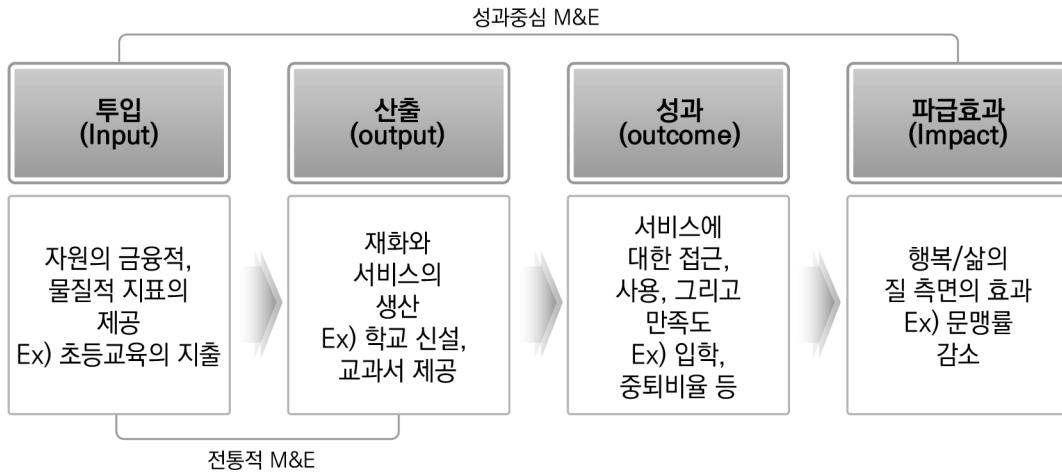 성과중심 M&E
투입
(Input)
산출
(output)
성과
(outcome)
파급효과
(Impact)
자원의 금융적,
물질적 지표의
제공
Ex) 초등교육의 지출
재화와
서비스의
생산
Ex) 학교 신설,
교과서 제공
서비스에
대한 접근,
사용, 그리고
만족도
Ex) 입학,
중퇴비율 등
행복/삶의
질 측면의 효과
Ex) 문맹률
감소
전통적 M&E